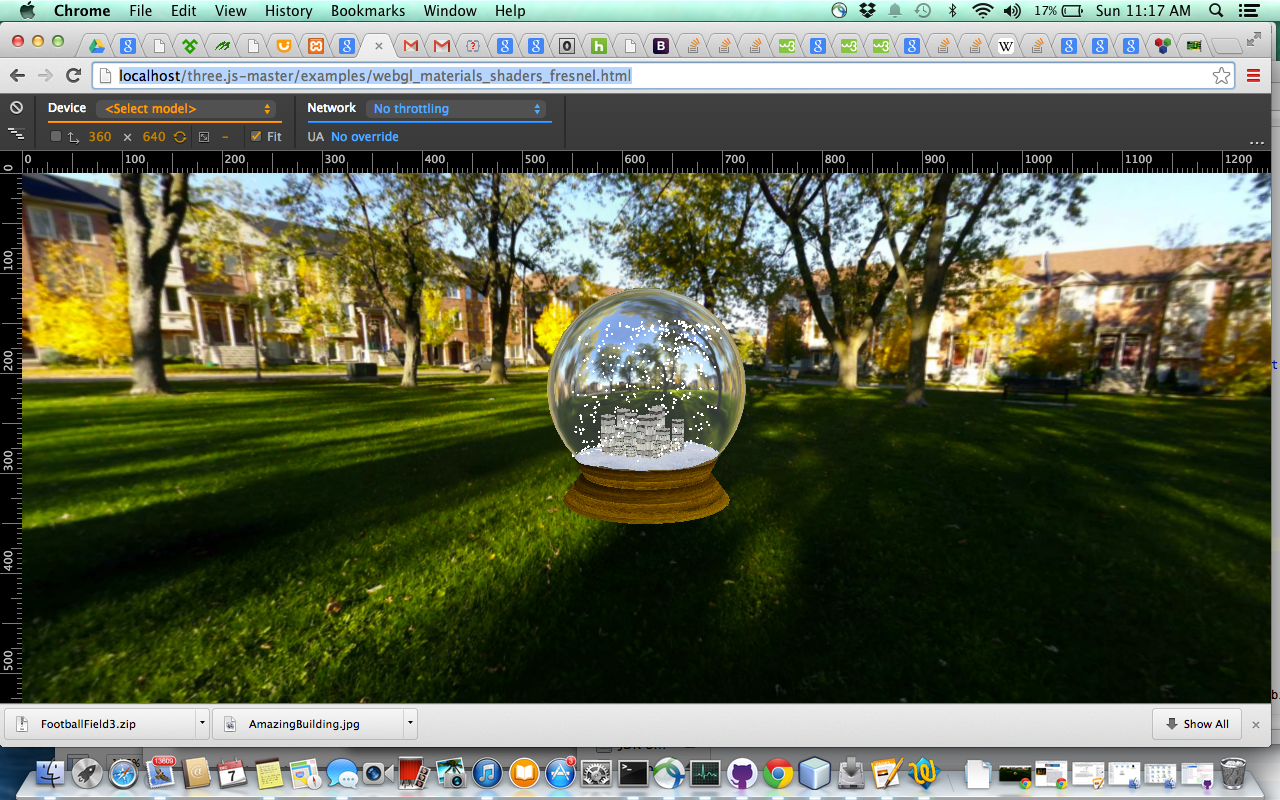 Chrome File Edit View History Bookmarks Window Help 17% Sun 11:17 AM
localhost/three.js-master/examples/webgl_materials_shaders_fresnel.html
Device <Select model> Network No throttling
360 × 640 – Fit UA No override
...
0 100 200 300 400 500 600 700 800 900 1000 1100 1200
0
100
200
300
400
500
FootballField3.zip AmazingBuilding.jpg Show All
13609 7 3